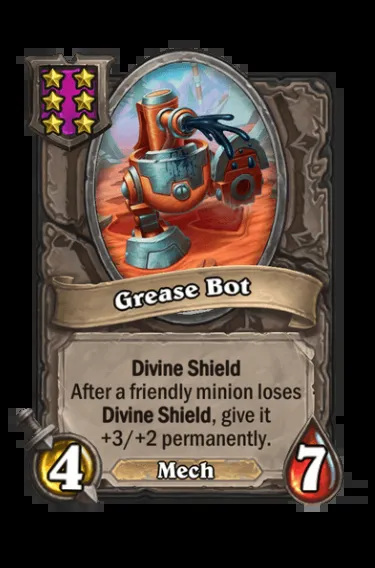 Grease Bot
Divine Shield
After a friendly minion loses
Divine Shield, give it
+3/+2 permanently.
4
Mech
7